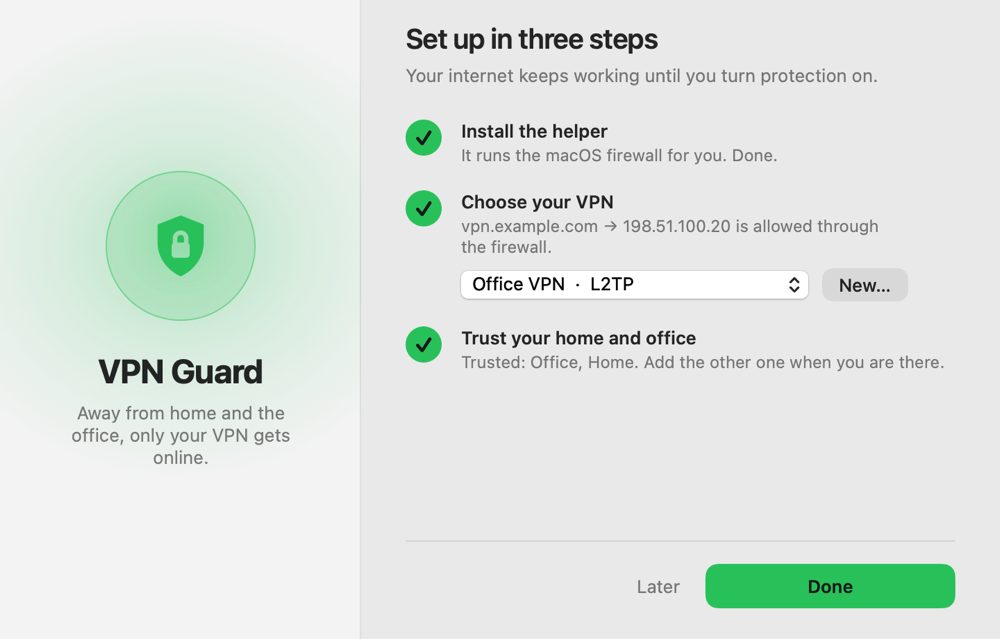 Set up in three steps
Your internet keeps working until you turn protection on.
Install the helper
It runs the macOS firewall for you. Done.
Choose your VPN
vpn.example.com → 198.51.100.20 is allowed through
the firewall.
Office VPN · L2TP
New...
Trust your home and office
Trusted: Office, Home. Add the other one when you are there.
VPN Guard
Away from home and the
office, only your VPN gets
online.
Later
Done